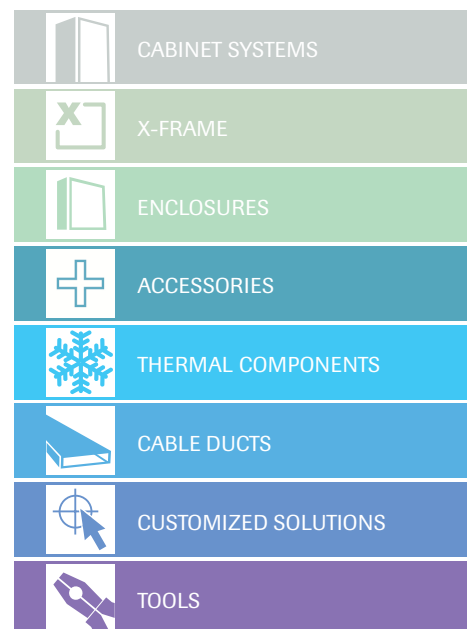 CABINET SYSTEMS
X-FRAME
ENCLOSURES
ACCESSORIES
THERMAL COMPONENTS
CABLE DUCTS
CUSTOMIZED SOLUTIONS
TOOLS